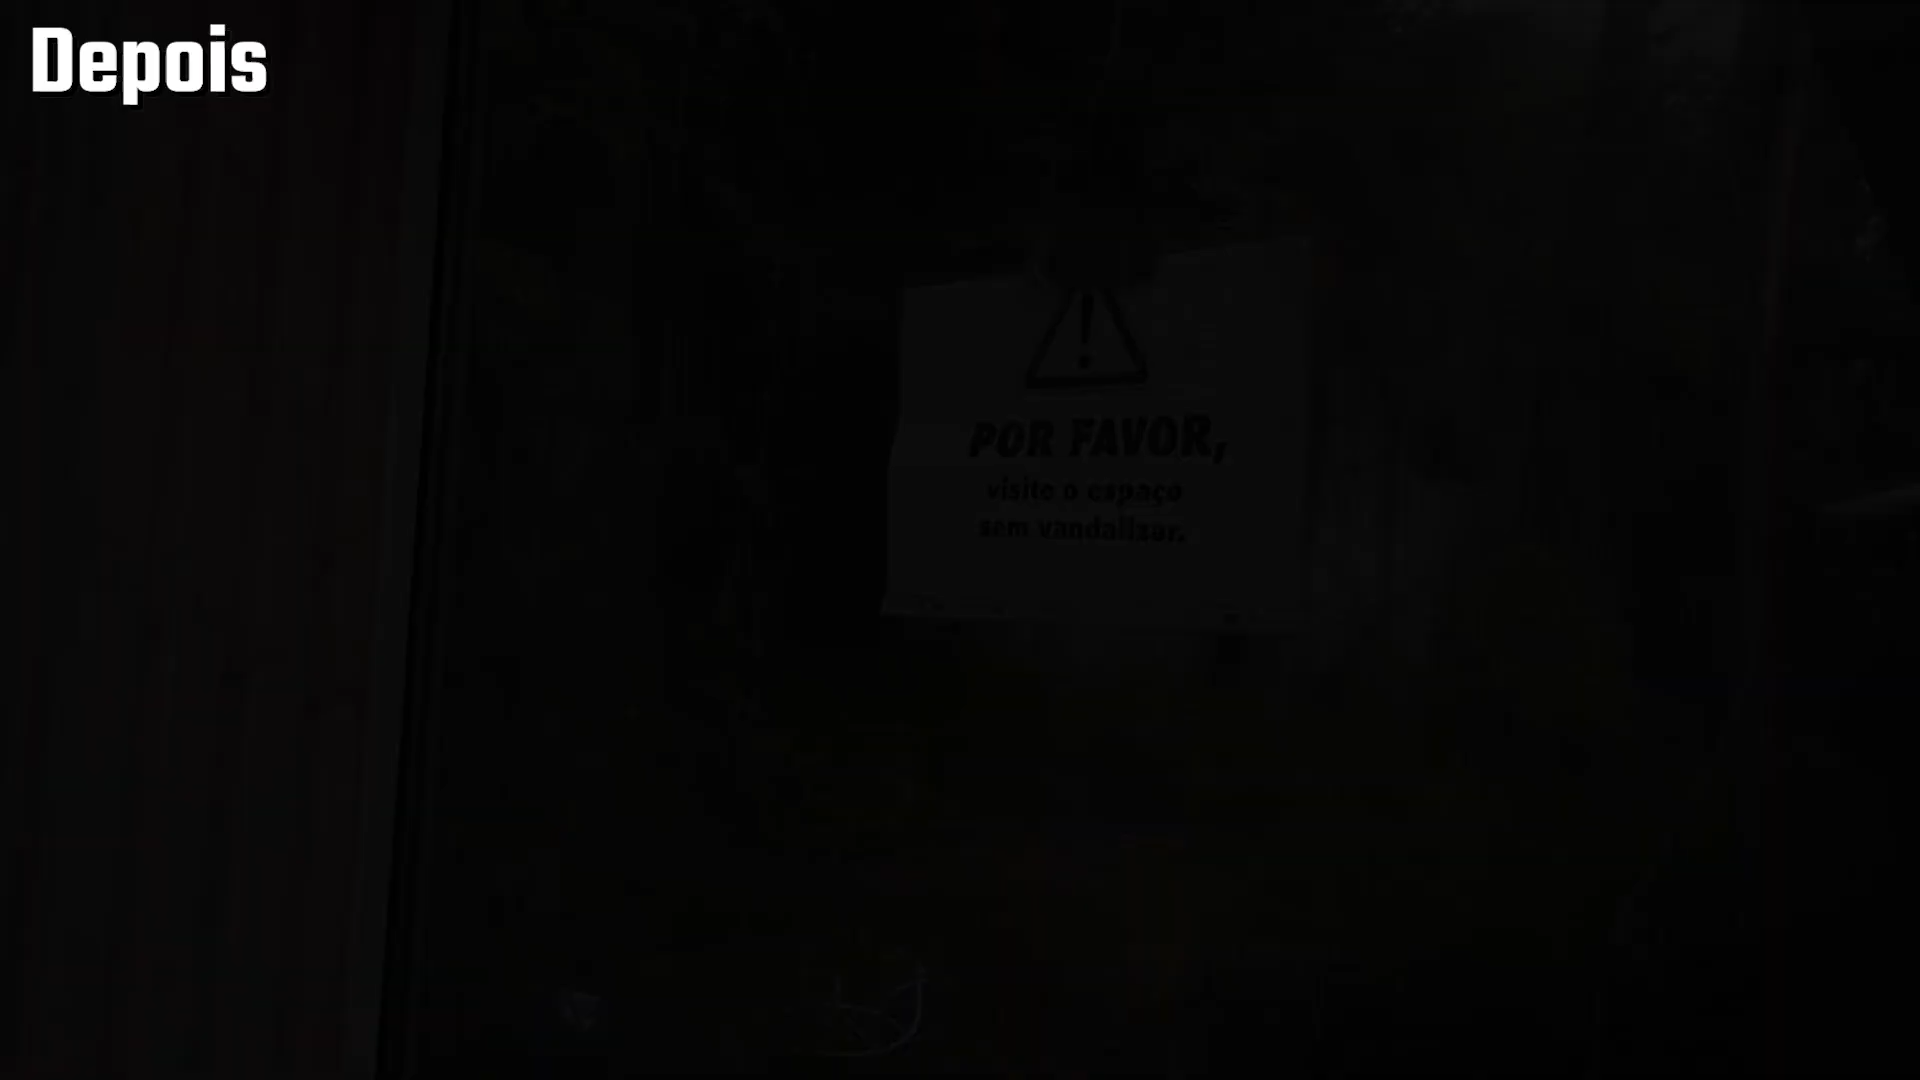 Depois
!
POR FAVOR,
visite o espaço
sem vandalizar.